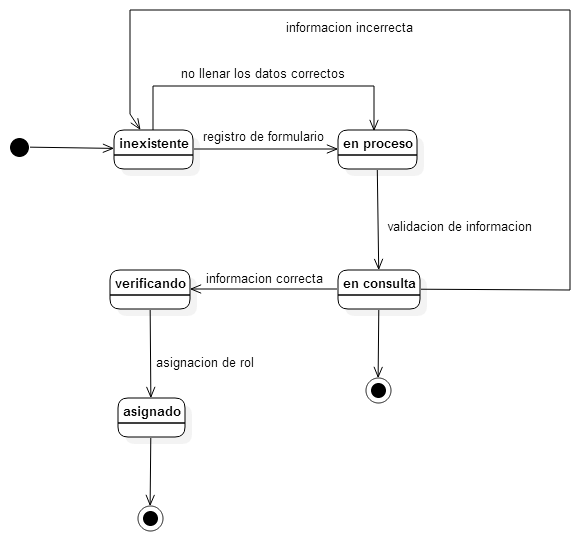 informacion incerrecta
no llenar los datos correctos
inexistente
registro de formulario
en proceso
validacion de informacion
verificando
informacion correcta
en consulta
asignacion de rol
asignado